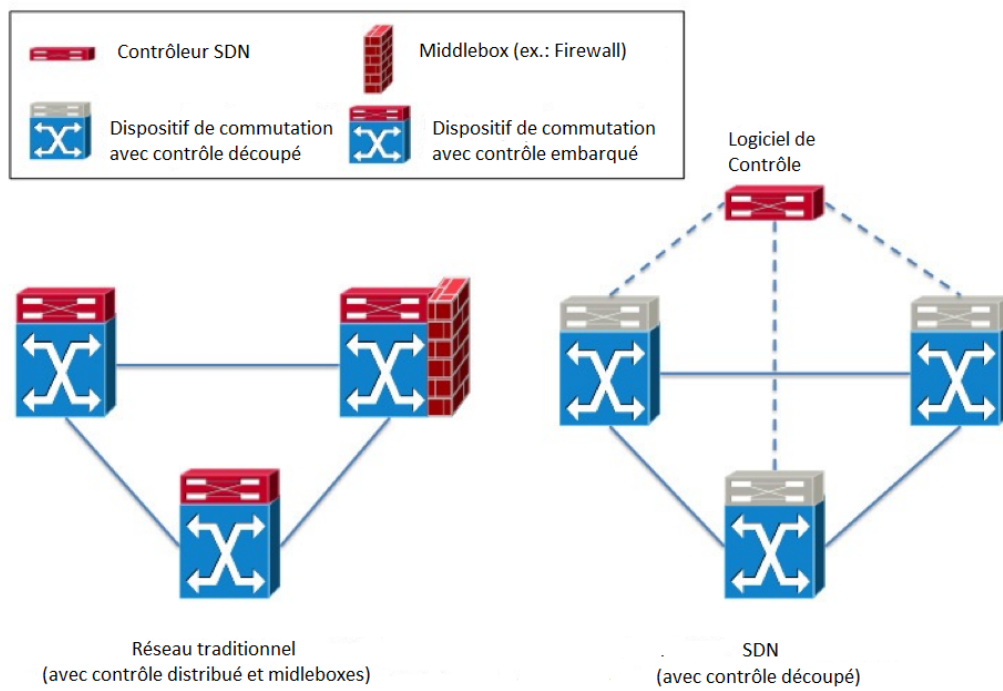 Contrôleur SDN
Middlebox (ex.: Firewall)
Dispositif de commutation
avec contrôle découpé
Dispositif de commutation
avec contrôle embarqué
Logiciel de
Contrôle
Réseau traditionnel
(avec contrôle distribué et midleboxes)
SDN
(avec contrôle découpé)